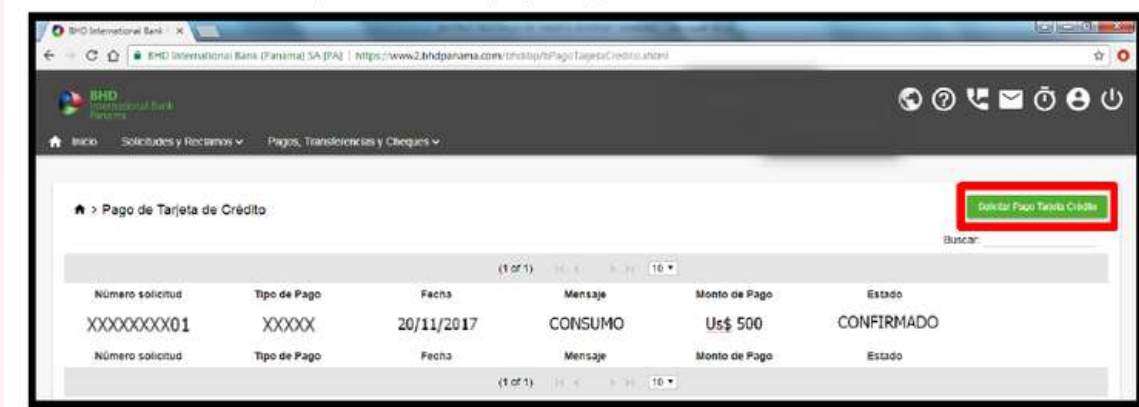 BHD International Bank
BHD International Bank (Panama) SA [PA] | https://www2.bhdpanama.com/bhdibp/trPagoTarjetaCredito.xhtml
BHD
International Bank
Panama
Inicio Solicitudes y Reclamos Pagos, Transferencias y Cheques
> Pago de Tarjeta de Crédito
Solicitar Pago Tarjeta Crédito
Buscar:
(1 of 1) 10
Número solicitud Tipo de Pago Fecha Mensaje Monto de Pago Estado
XXXXXXXX01 XXXXX 20/11/2017 CONSUMO Us$ 500 CONFIRMADO
Número solicitud Tipo de Pago Fecha Mensaje Monto de Pago Estado
(1 of 1) 10